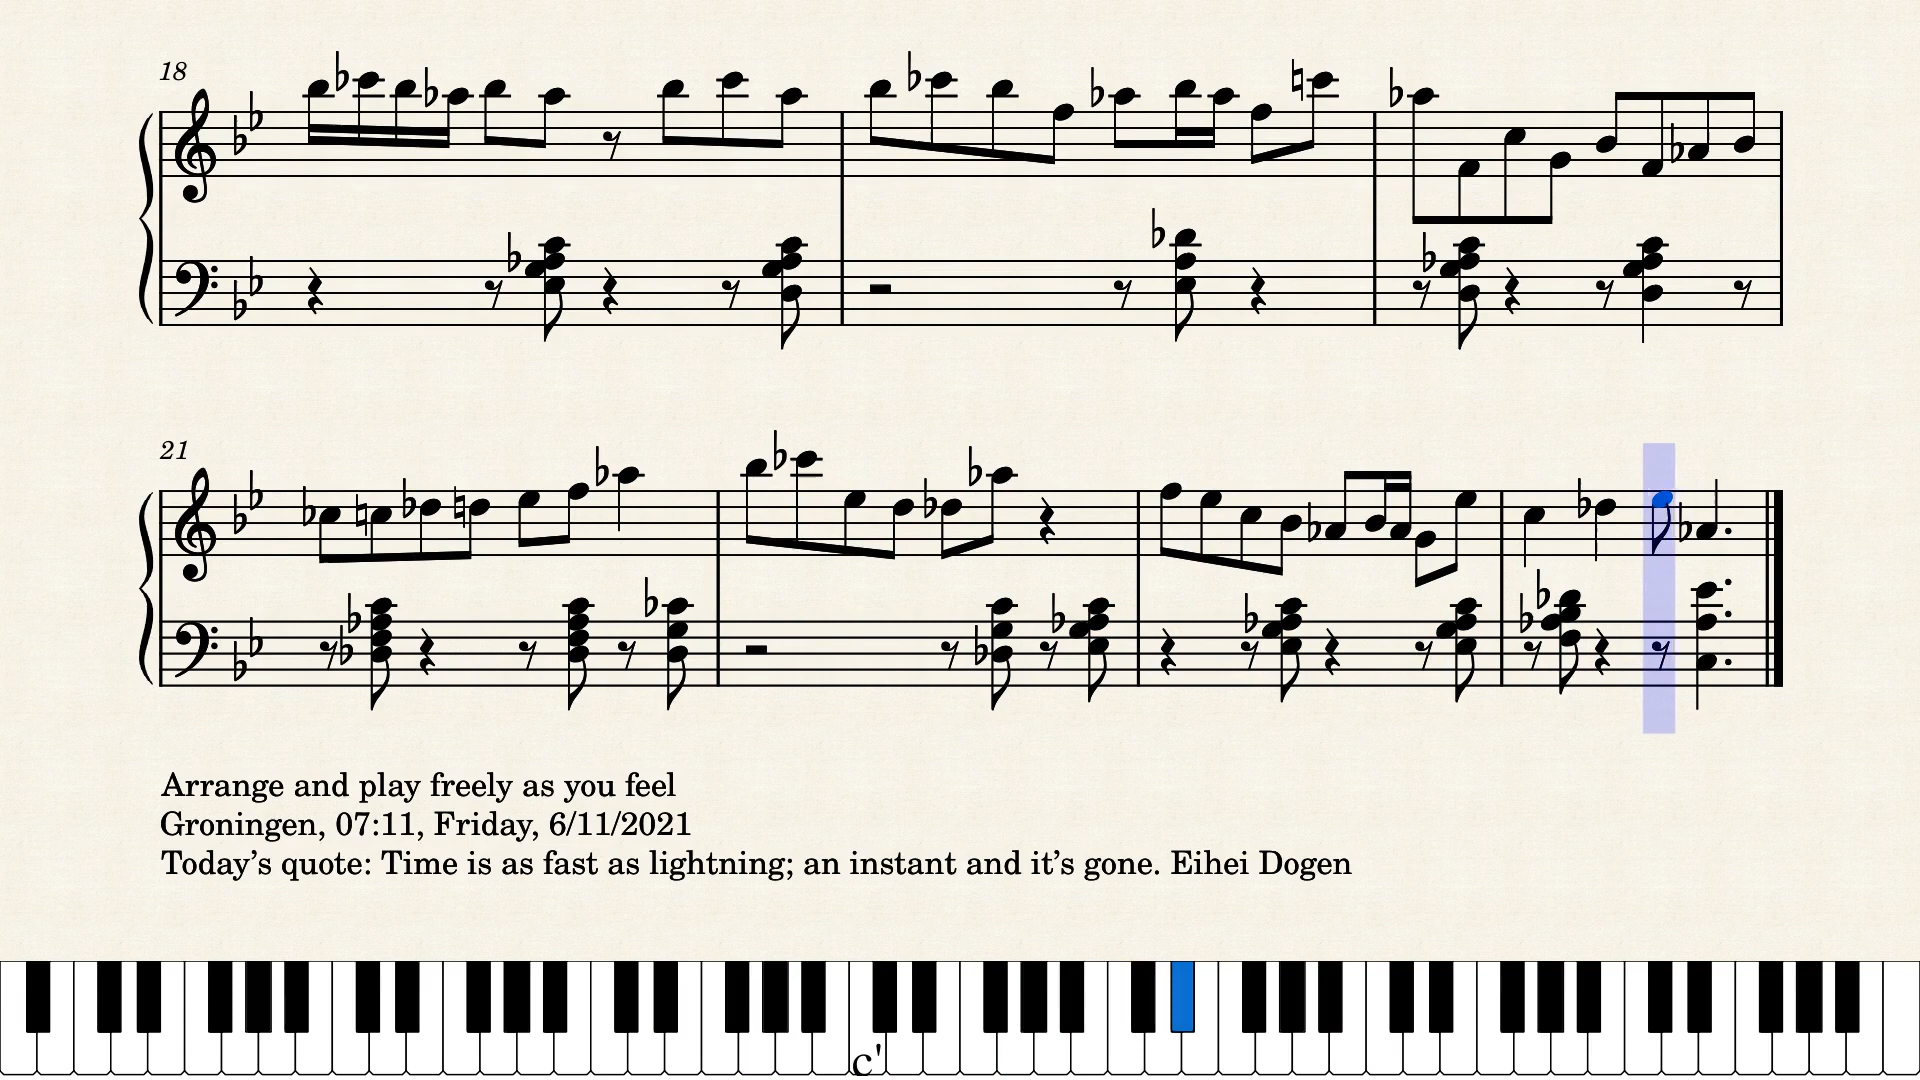 18
21
Arrange and play freely as you feel
Groningen, 07:11, Friday, 6/11/2021
Today’s quote: Time is as fast as lightning; an instant and it’s gone. Eihei Dogen
c'